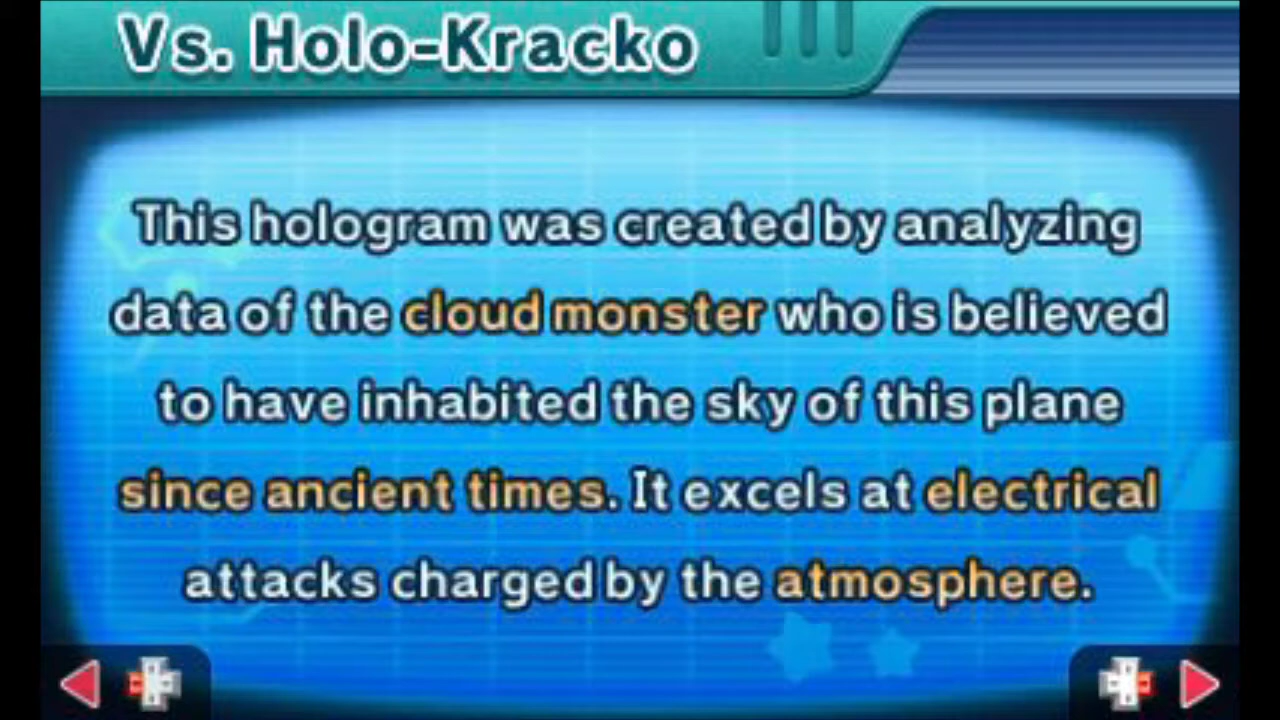 Vs. Holo-Kracko
This hologram was created by analyzing
data of the cloud monster who is believed
to have inhabited the sky of this plane
since ancient times. It excels at electrical
attacks charged by the atmosphere.